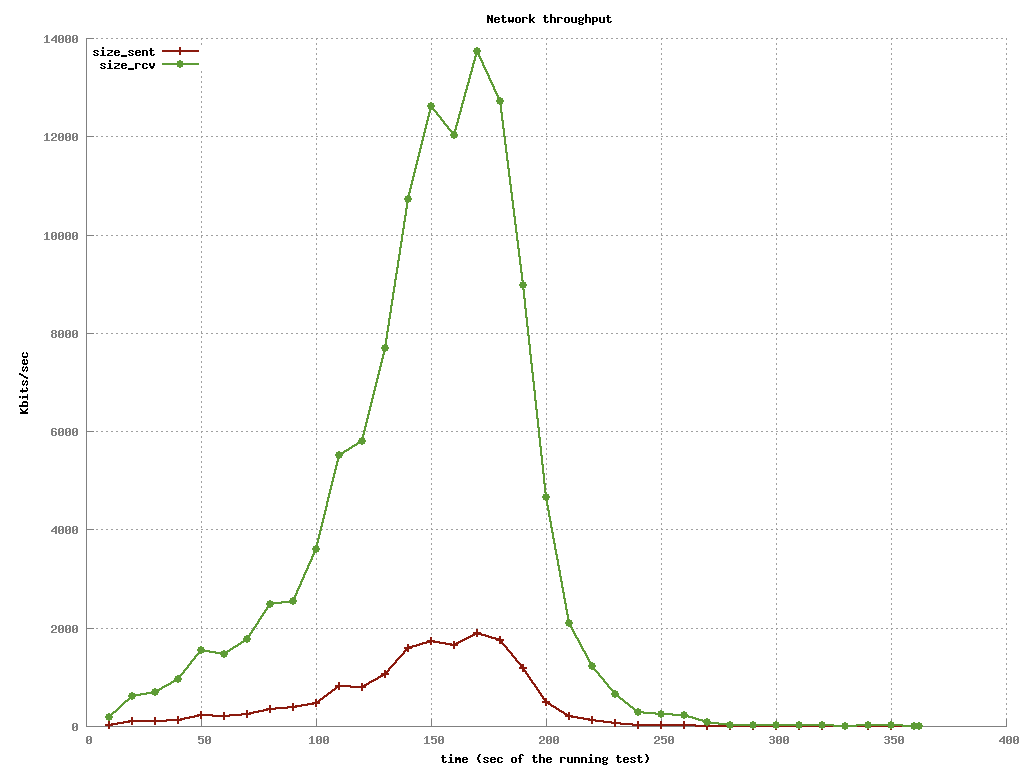 Network throughput
size_sent
size_rcv
14000
12000
10000
8000
6000
4000
2000
0
Kbits/sec
0 50 100 150 200 250 300 350 400
time (sec of the running test)